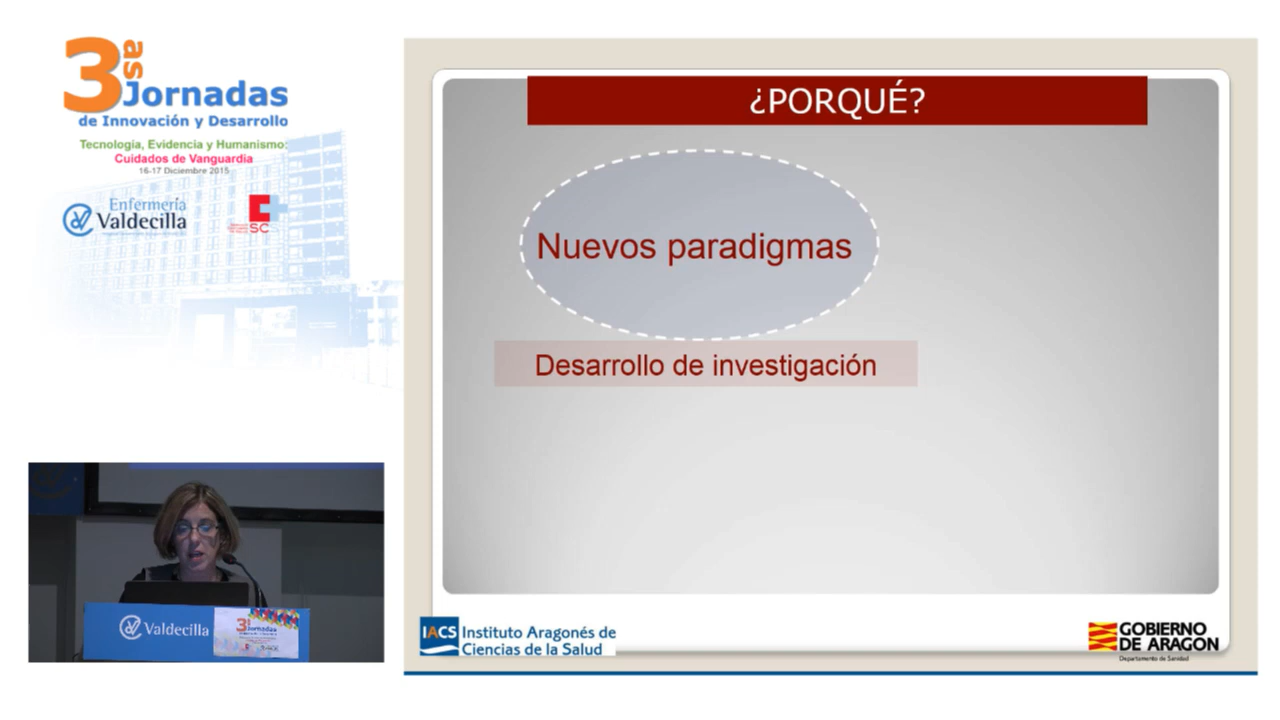 3as Jornadas
de Innovación y Desarrollo
Tecnología, Evidencia y Humanismo:
Cuidados de Vanguardia
16-17 Diciembre 2015
Enfermería
Valdecilla
SC
¿PORQUÉ?
Nuevos paradigmas
Desarrollo de investigación
Valdecilla
3as Jornadas
IACS Instituto Aragonés de
Ciencias de la Salud
GOBIERNO
DE ARAGON
Departamento de Sanidad